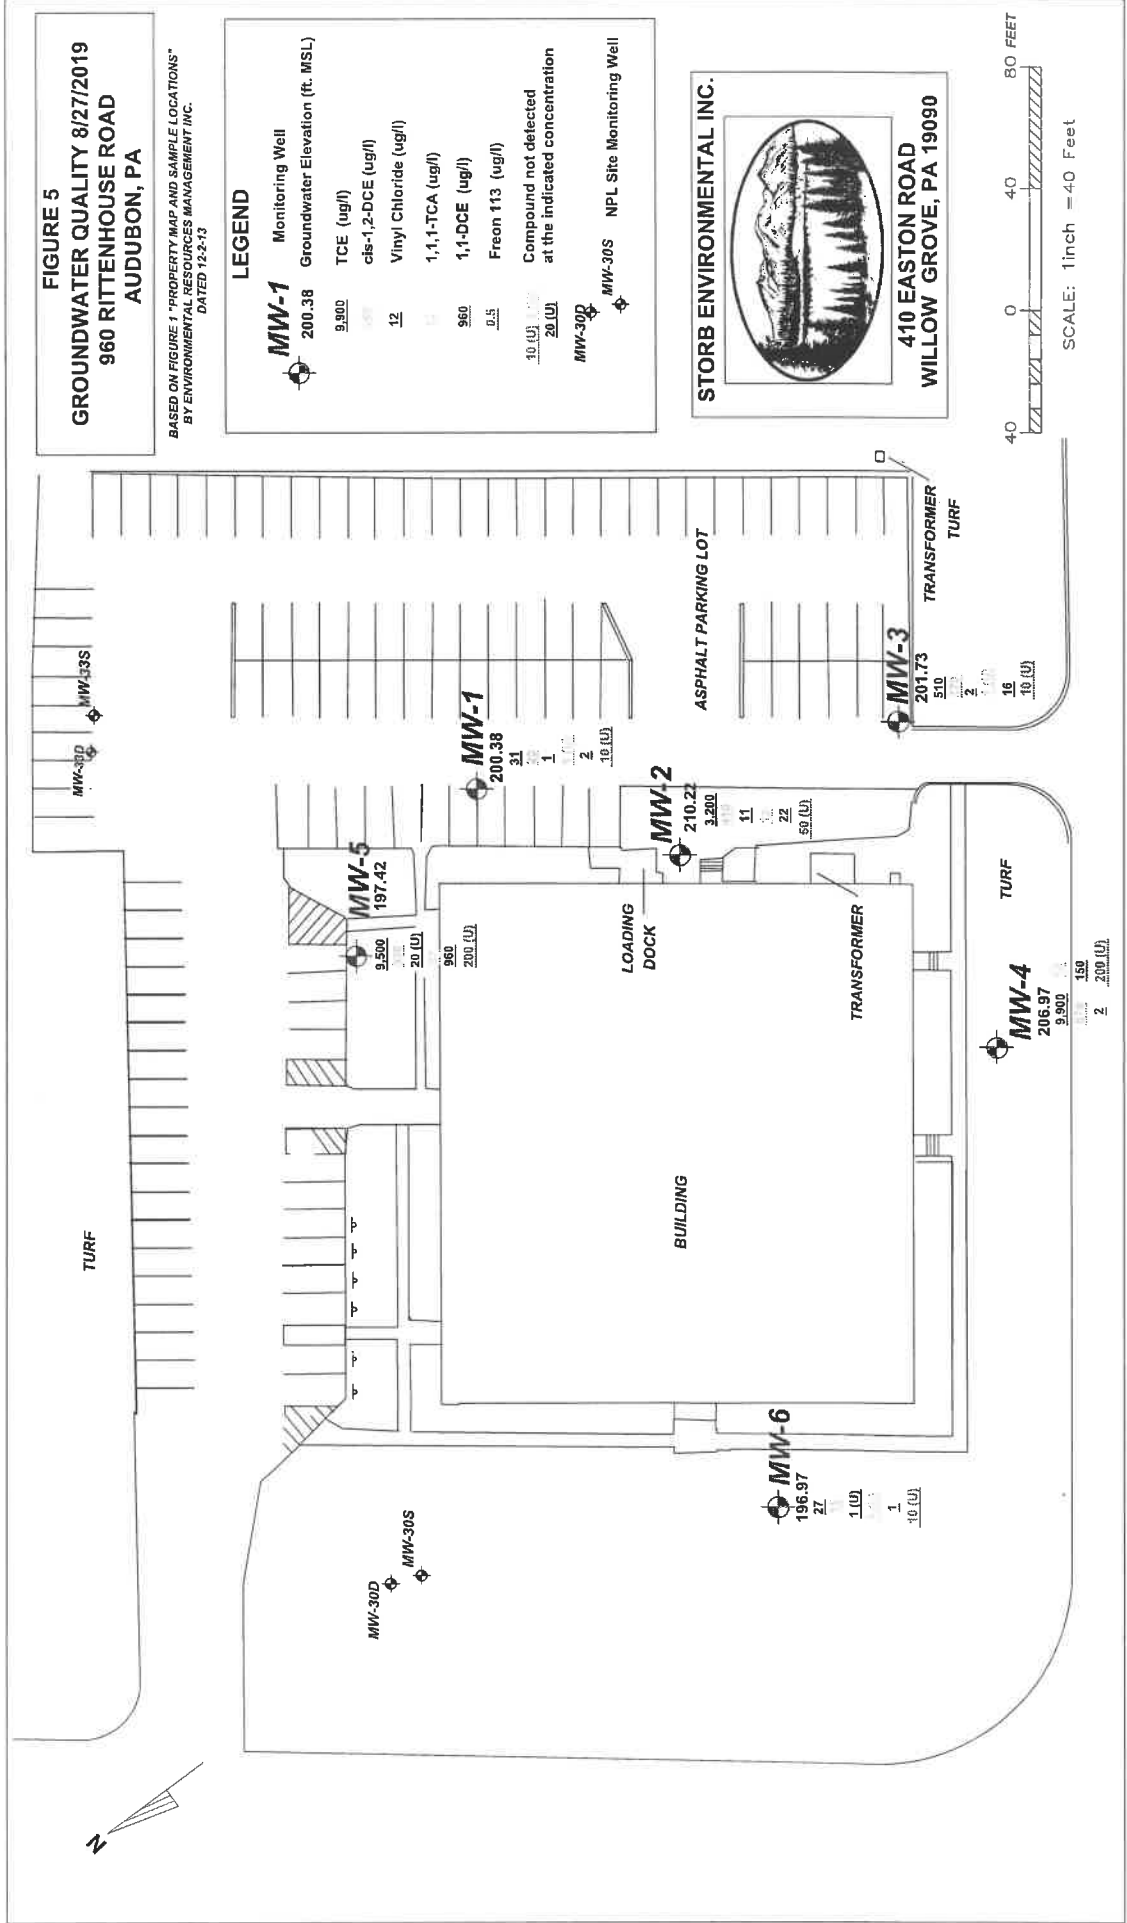 FIGURE 5
GROUNDWATER QUALITY 8/27/2019
960 RITTENHOUSE ROAD
AUDUBON, PA
BASED ON FIGURE 1 "PROPERTY MAP AND SAMPLE LOCATIONS"
BY ENVIRONMENTAL RESOURCES MANAGEMENT INC.
DATED 12-2-13
LEGEND
MW-1 Monitoring Well
200.38 Groundwater Elevation (ft. MSL)
9,900 TCE (ug/l)
cis-1,2-DCE (ug/l)
12 Vinyl Chloride (ug/l)
1,1,1-TCA (ug/l)
960 1,1-DCE (ug/l)
0.5 Freon 113 (ug/l)
10 (U) Compound not detected
20 (U) at the indicated concentration
MW-30D
MW-30S NPL Site Monitoring Well
STORB ENVIRONMENTAL INC.
410 EASTON ROAD
WILLOW GROVE, PA 19090
40 0 40 80 FEET
SCALE: 1inch =40 Feet
MW-33S
MW-1
200.38
31
1
2
10 (U)
ASPHALT PARKING LOT
MW-3
201.73
510
2
16
10 (U)
TRANSFORMER
TURF
MW-2
210.22
3,200
11
22
50 (U)
MW-5
197.42
9,500
20 (U)
960
200 (U)
LOADING
DOCK
TRANSFORMER
TURF
MW-4
206.97
9,900
150
2
200 (U)
TURF
BUILDING
MW-6
196.97
27
1 (U)
1
10 (U)
MW-30D
MW-30S
N